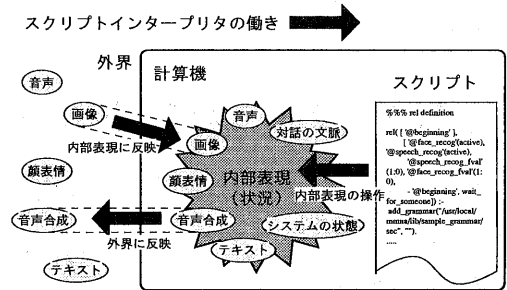 スクリプトインタープリタの働き
外界
計算機
スクリプト
音声
画像
内部表現に反映
顔表情
音声合成
外界に反映
テキスト
音声
画像
対話の文脈
顔表情
内部表現
(状況)
内部表現の操作
音声合成
システムの状態
テキスト
%%% rel definition
rel( [ '@beginning' ],
[ '@face_recog'(active),
'@speech_recog'(active),
'@speech_recog_fval'
(1:0), '@face_recog_fval'(1:
0),
- '@beginning', wait_
for_someone]) :-
add_grammar("/usr/local/
lib/sample_grammar/
sec", "").
.....